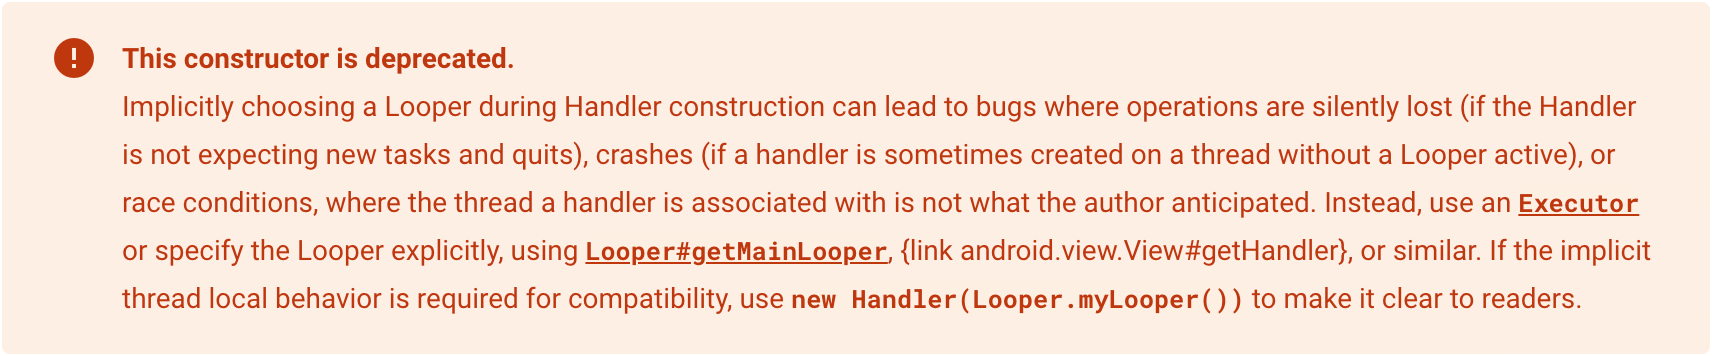 This constructor is deprecated.
Implicitly choosing a Looper during Handler construction can lead to bugs where operations are silently lost (if the Handler
is not expecting new tasks and quits), crashes (if a handler is sometimes created on a thread without a Looper active), or
race conditions, where the thread a handler is associated with is not what the author anticipated. Instead, use an Executor
or specify the Looper explicitly, using Looper#getMainLooper, {link android.view.View#getHandler}, or similar. If the implicit
thread local behavior is required for compatibility, use new Handler(Looper.myLooper()) to make it clear to readers.